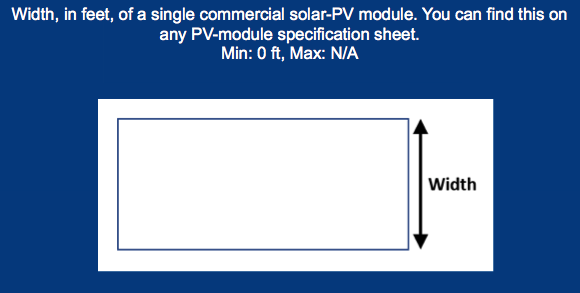 Width, in feet, of a single commercial solar-PV module. You can find this on
any PV-module specification sheet.
Min: 0 ft, Max: N/A
Width